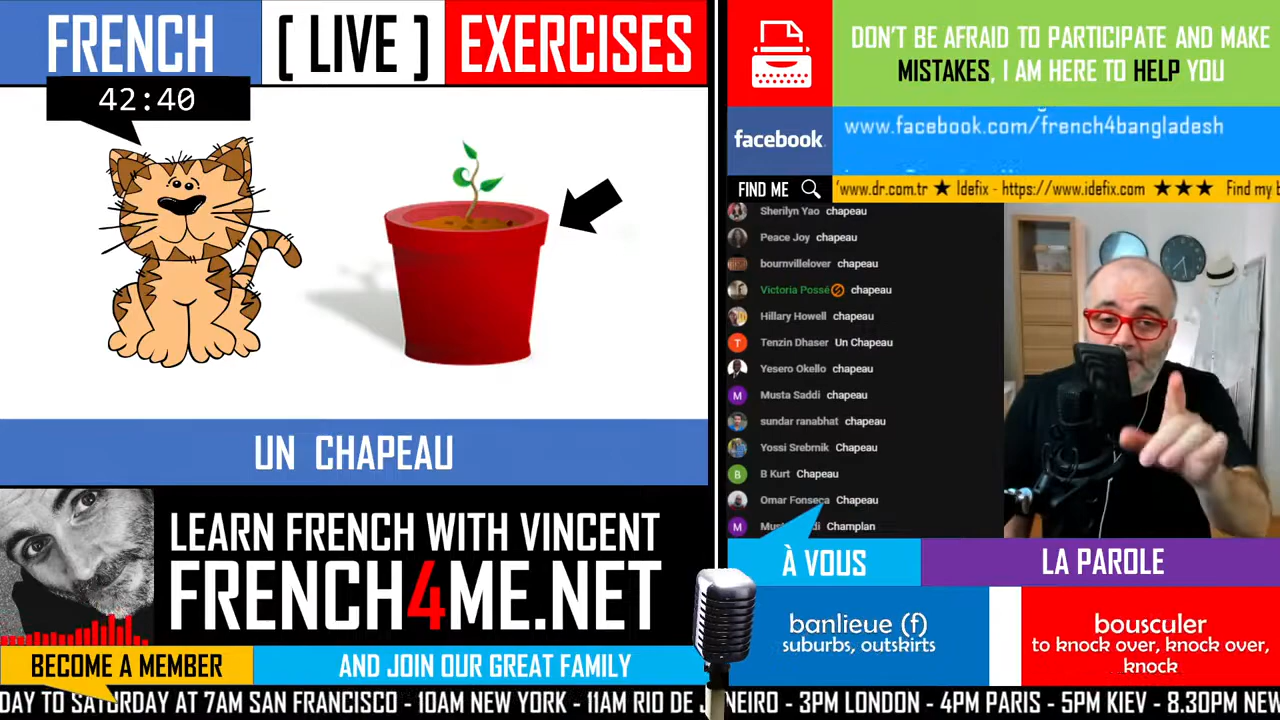 FRENCH
[ LIVE ]
EXERCISES
42:40
UN CHAPEAU
LEARN FRENCH WITH VINCENT
FRENCH4ME.NET
BECOME A MEMBER
AND JOIN OUR GREAT FAMILY
DON'T BE AFRAID TO PARTICIPATE AND MAKE
MISTAKES, I AM HERE TO HELP YOU
facebook
www.facebook.com/french4bangladesh
FIND ME
'www.dr.com.tr ★ Idefix - https://www.idefix.com ★★★ Find my b
Sherilyn Yao chapeau
Peace Joy chapeau
bournvillelover chapeau
Victoria Possé chapeau
Hillary Howell chapeau
T Tenzin Dhaser Un Chapeau
Yesero Okello chapeau
M Musta Saddi chapeau
sundar ranabhat chapeau
Yossi Srebrnik Chapeau
B B Kurt Chapeau
Omar Fonseca Chapeau
M Champlan
À VOUS
LA PAROLE
banlieue (f)
suburbs, outskirts
bousculer
to knock over, knock over,
knock
DAY TO SATURDAY AT 7AM SAN FRANCISCO - 10AM NEW YORK - 11AM RIO DE JANEIRO - 3PM LONDON - 4PM PARIS - 5PM KIEV - 8.30PM NEW